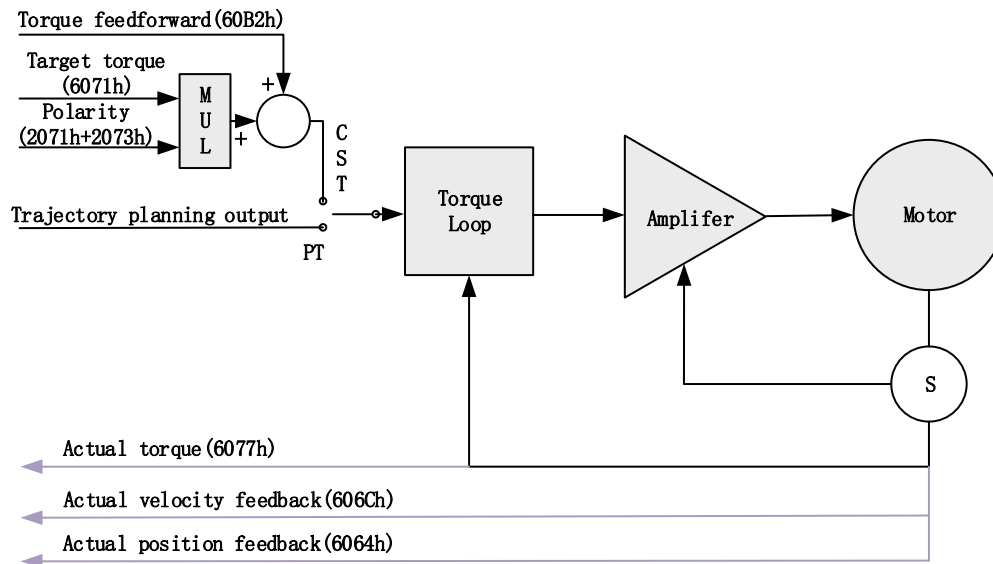 Torque feedforward(60B2h)
Target torque
(6071h)
Polarity
(2071h+2073h)
M
U
L
+
+
C
S
T
Trajectory planning output
PT
Torque
Loop
Amplifer
Motor
S
Actual torque(6077h)
Actual velocity feedback(606Ch)
Actual position feedback(6064h)